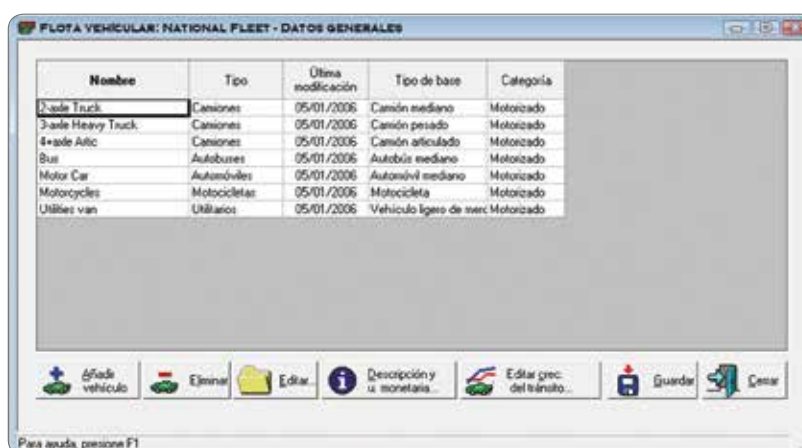 FLOTA VEHÍCULAR: NATIONAL FLEET - DATOS GENERALES
Nombre Tipo Última modificación Tipo de base Categoría
2-axle Truck Camiones 05/01/2006 Camión mediano Motorizado
3-axle Heavy Truck Camiones 05/01/2006 Camión pesado Motorizado
4+axle Artic Camiones 05/01/2006 Camión articulado Motorizado
Bus Autobuses 05/01/2006 Autobús mediano Motorizado
Motor Car Automóviles 05/01/2006 Automóvil mediano Motorizado
Motorcycles Motocicletas 05/01/2006 Motocicleta Motorizado
Utilities van Utilitarios 05/01/2006 Vehículo ligero de merc Motorizado
Añadir vehículo Eliminar Editar... Descripción y u. monetaria... Editar crec. del tránsito... Guardar Cerrar
Para ayuda, presione F1